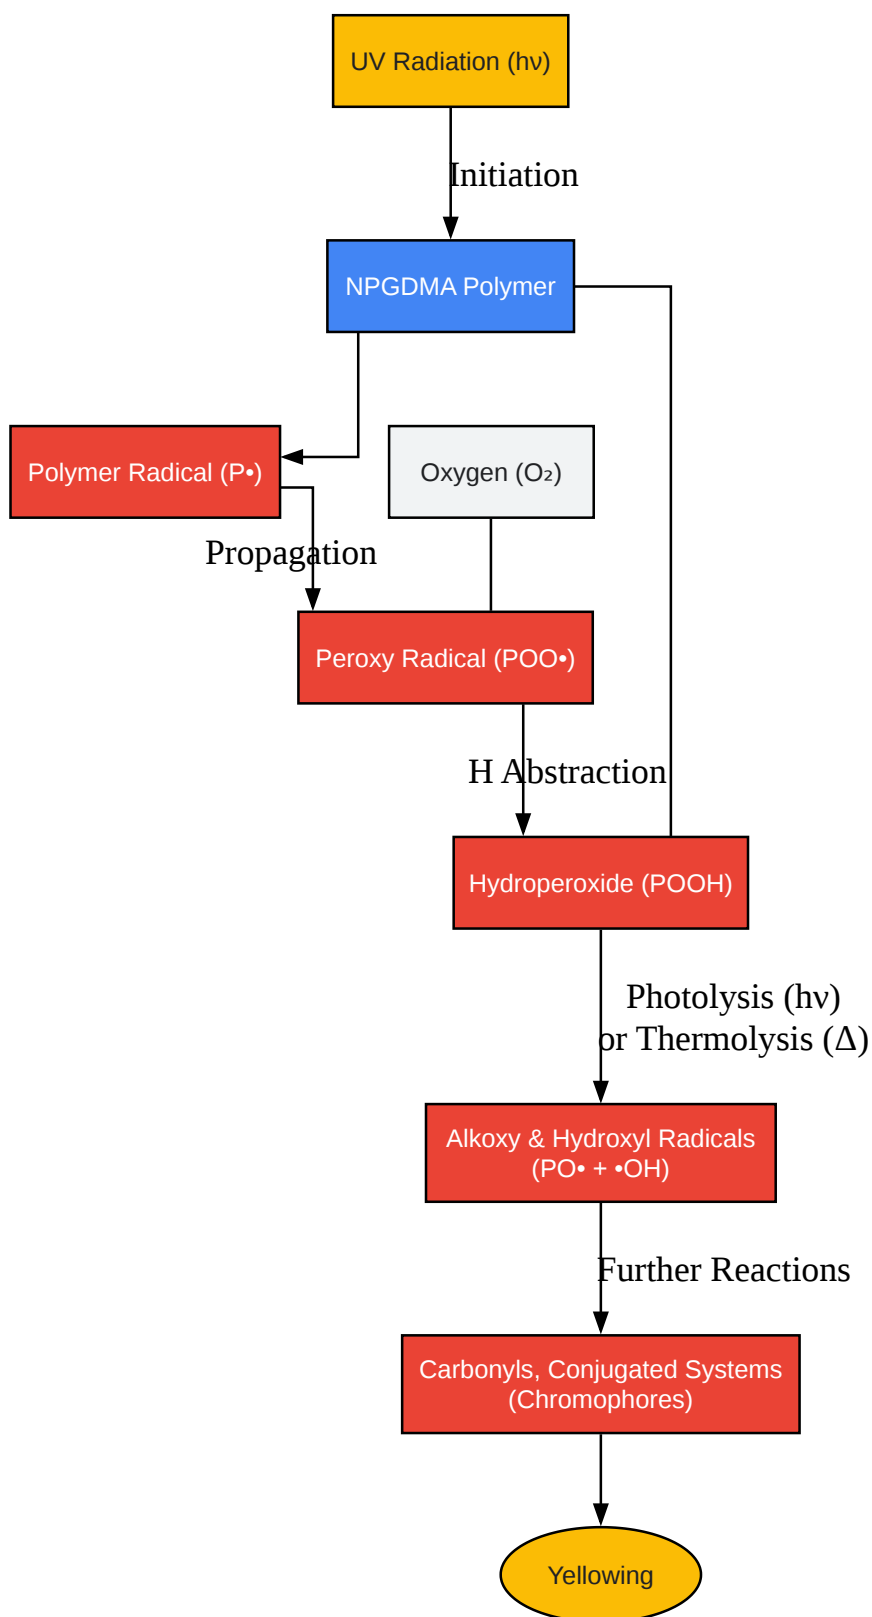 UV Radiation (hν)
Initiation
NPGDMA Polymer
Polymer Radical (P•)
Oxygen (O₂)
Propagation
Peroxy Radical (POO•)
H Abstraction
Hydroperoxide (POOH)
Photolysis (hν)
or Thermolysis (Δ)
Alkoxy & Hydroxyl Radicals
(PO• + •OH)
Further Reactions
Carbonyls, Conjugated Systems
(Chromophores)
Yellowing